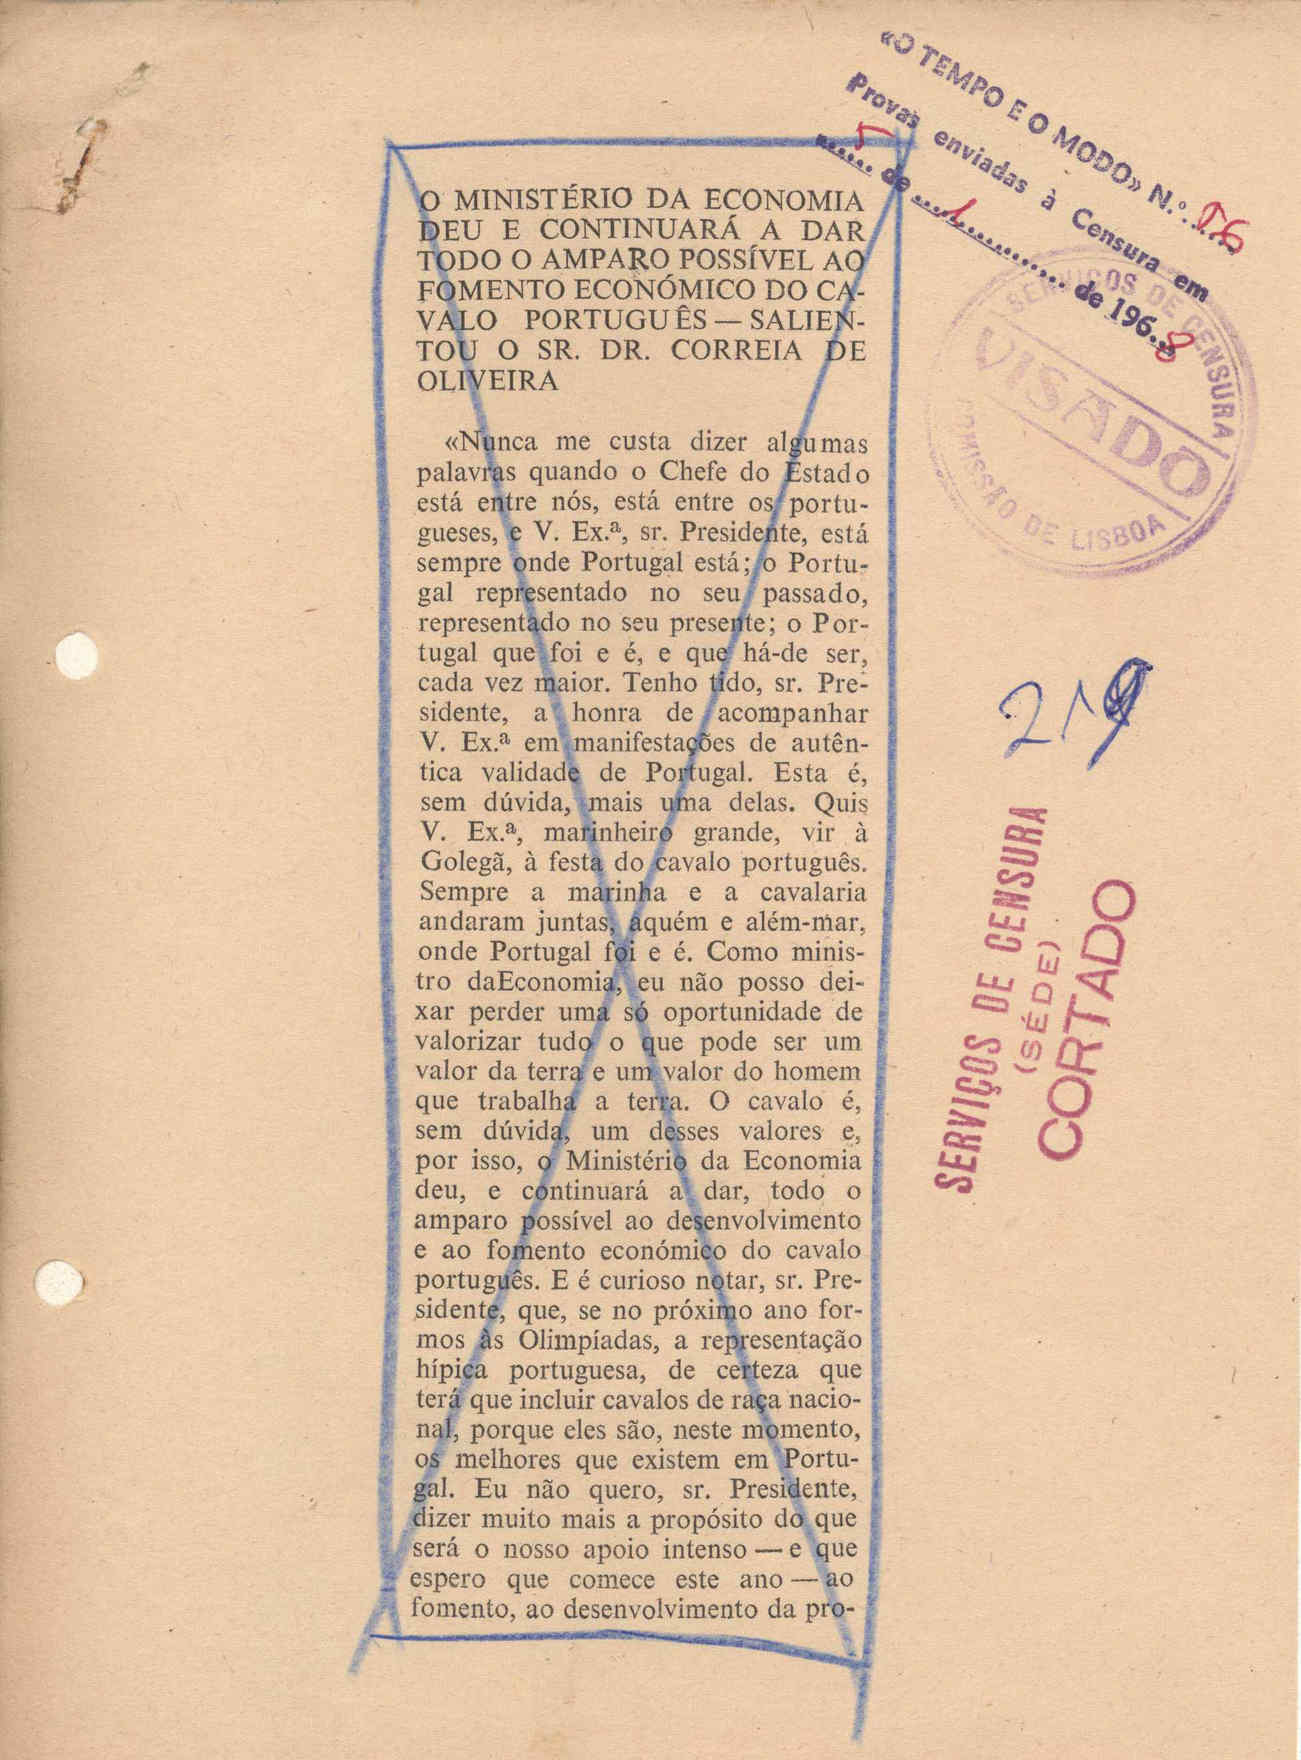 «O TEMPO E O MODO» N.º 56
Provas enviadas à Censura em
5 de 1 de 1968
SERVIÇOS DE CENSURA
VISADO
COMISSÃO DE LISBOA
O MINISTÉRIO DA ECONOMIA
DEU E CONTINUARÁ A DAR
TODO O AMPARO POSSÍVEL AO
FOMENTO ECONÓMICO DO CA-
VALO PORTUGUÊS — SALIEN-
TOU O SR. DR. CORREIA DE
OLIVEIRA
«Nunca me custa dizer algumas
palavras quando o Chefe do Estado
está entre nós, está entre os portu-
gueses, e V. Ex.ª, sr. Presidente, está
sempre onde Portugal está; o Portu-
gal representado no seu passado,
representado no seu presente; o Por-
tugal que foi e é, e que há-de ser,
cada vez maior. Tenho tido, sr. Pre-
sidente, a honra de acompanhar
V. Ex.ª em manifestações de autên-
tica validade de Portugal. Esta é,
sem dúvida, mais uma delas. Quis
V. Ex.ª, marinheiro grande, vir à
Golegã, à festa do cavalo português.
Sempre a marinha e a cavalaria
andaram juntas, aquém e além-mar,
onde Portugal foi e é. Como minis-
tro daEconomia, eu não posso dei-
xar perder uma só oportunidade de
valorizar tudo o que pode ser um
valor da terra e um valor do homem
que trabalha a terra. O cavalo é,
sem dúvida, um desses valores e,
por isso, o Ministério da Economia
deu, e continuará a dar, todo o
amparo possível ao desenvolvimento
e ao fomento económico do cavalo
português. E é curioso notar, sr. Pre-
sidente, que, se no próximo ano for-
mos às Olimpíadas, a representação
hípica portuguesa, de certeza que
terá que incluir cavalos de raça nacio-
nal, porque eles são, neste momento,
os melhores que existem em Portu-
gal. Eu não quero, sr. Presidente,
dizer muito mais a propósito do que
será o nosso apoio intenso — e que
espero que comece este ano — ao
fomento, ao desenvolvimento da pro-
219
SERVIÇOS DE CENSURA
(SÉDE)
CORTADO